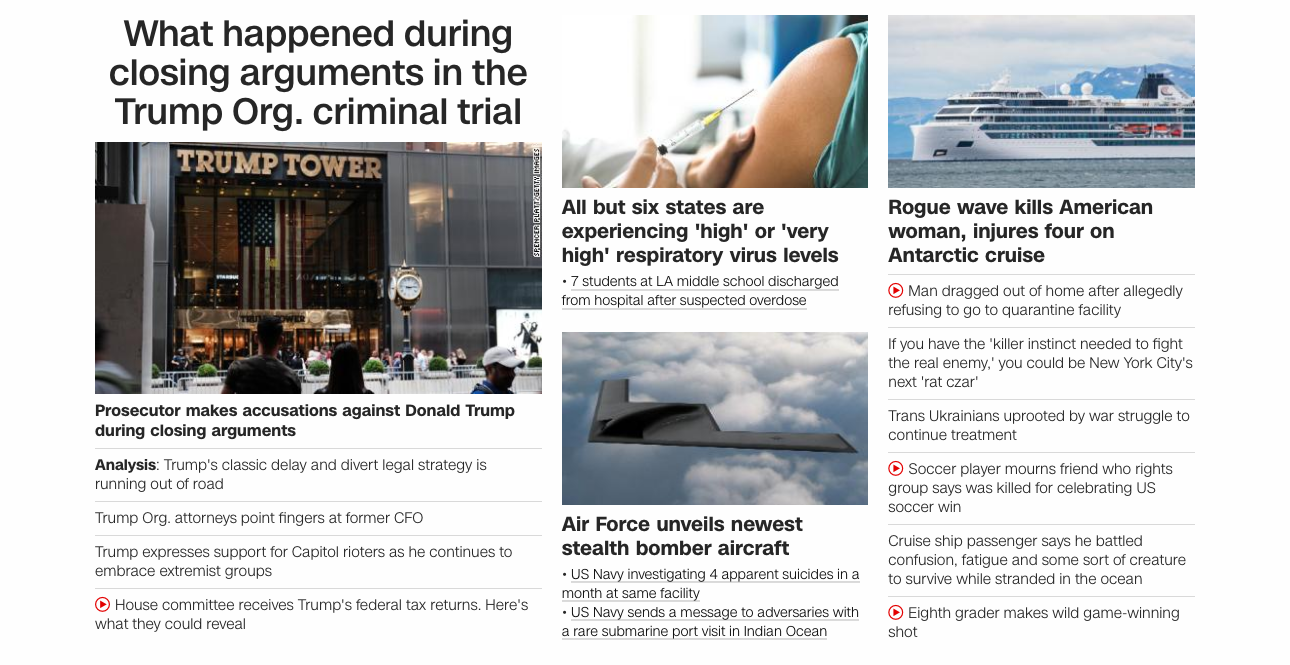 What happened during
closing arguments in the
Trump Org. criminal trial
TRUMP TOWER
SPENCER PLATT/GETTY IMAGES
Prosecutor makes accusations against Donald Trump
during closing arguments
Analysis: Trump's classic delay and divert legal strategy is
running out of road
Trump Org. attorneys point fingers at former CFO
Trump expresses support for Capitol rioters as he continues to
embrace extremist groups
House committee receives Trump's federal tax returns. Here's
what they could reveal
All but six states are
experiencing 'high' or 'very
high' respiratory virus levels
• 7 students at LA middle school discharged
from hospital after suspected overdose
Air Force unveils newest
stealth bomber aircraft
• US Navy investigating 4 apparent suicides in a
month at same facility
• US Navy sends a message to adversaries with
a rare submarine port visit in Indian Ocean
Rogue wave kills American
woman, injures four on
Antarctic cruise
Man dragged out of home after allegedly
refusing to go to quarantine facility
If you have the 'killer instinct needed to fight
the real enemy,' you could be New York City's
next 'rat czar'
Trans Ukrainians uprooted by war struggle to
continue treatment
Soccer player mourns friend who rights
group says was killed for celebrating US
soccer win
Cruise ship passenger says he battled
confusion, fatigue and some sort of creature
to survive while stranded in the ocean
Eighth grader makes wild game-winning
shot